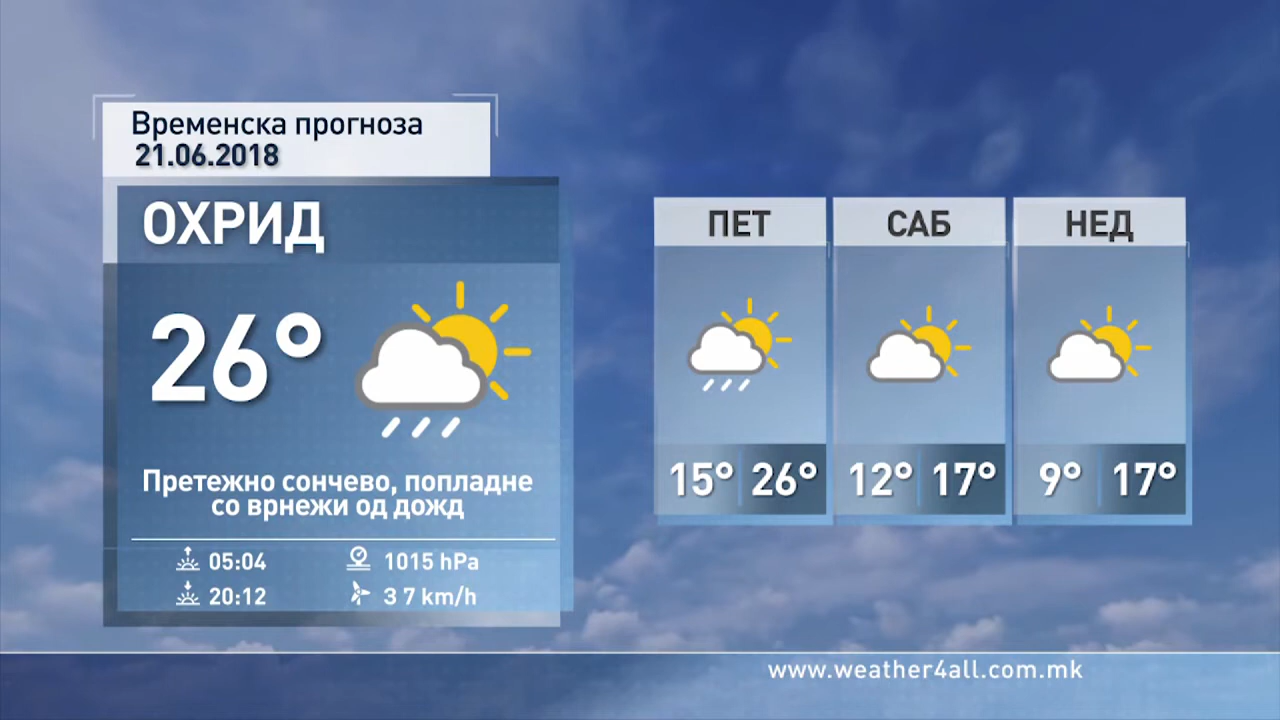 Временска прогноза
21.06.2018
ОХРИД
26°
Претежно сончево, попладне
со врнежи од дожд
05:04 1015 hPa
20:12 3 7 km/h
ПЕТ САБ НЕД
15° 26° 12° 17° 9° 17°
www.weather4all.com.mk